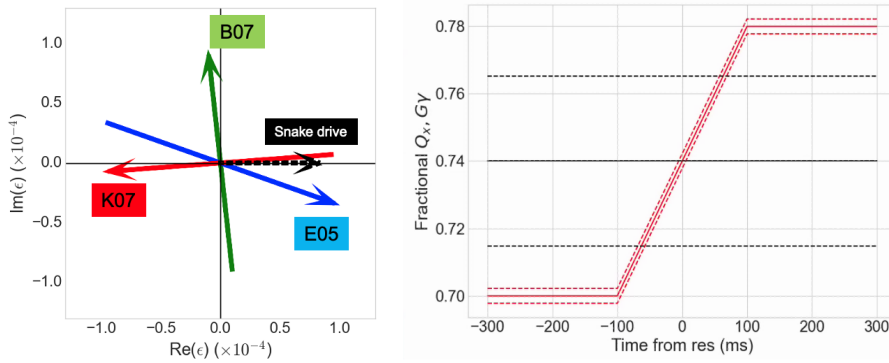 B07
Snake drive
K07
E05
1.0
0.5
0.0
−0.5
−1.0
Im(ϵ) (×10⁻⁴)
−1.0 −0.5 0.0 0.5 1.0
Re(ϵ) (×10⁻⁴)
0.78
0.76
0.74
0.72
0.70
Fractional Qₓ, Gγ
−300 −200 −100 0 100 200 300
Time from res (ms)